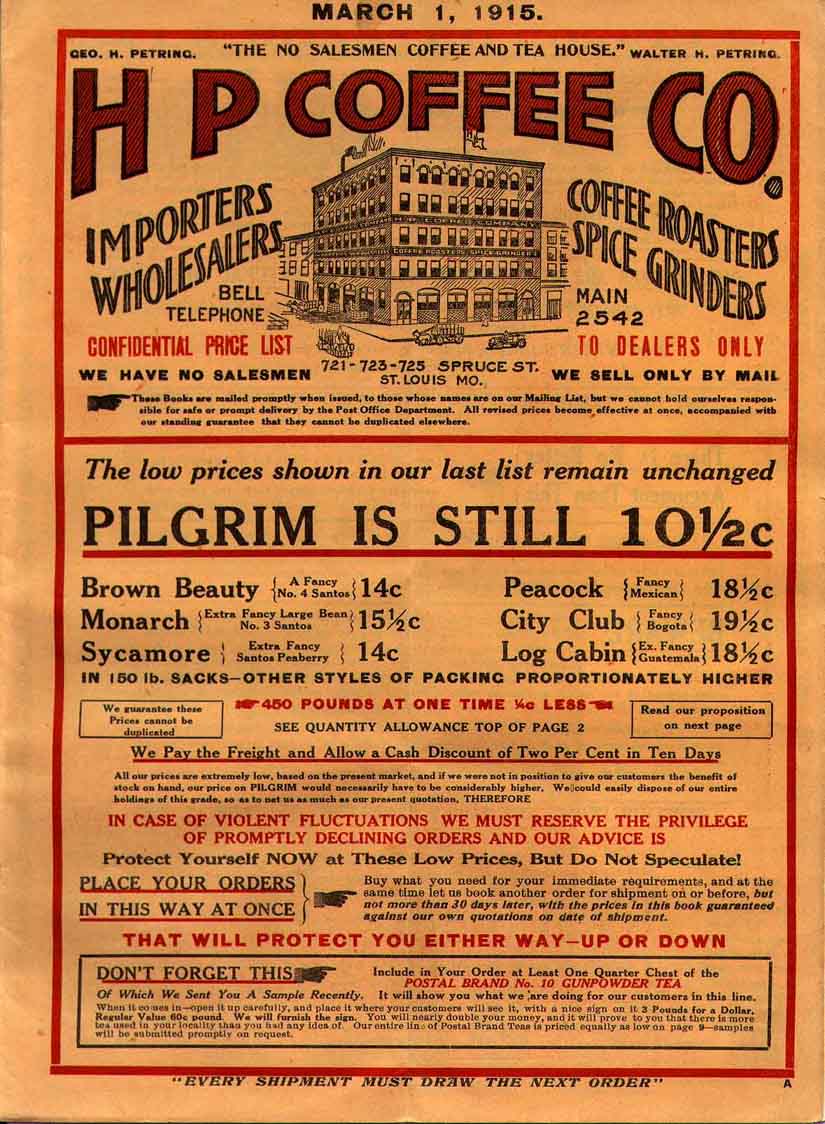 MARCH 1, 1915.
GEO. H. PETRING. "THE NO SALESMEN COFFEE AND TEA HOUSE." WALTER H. PETRING.
H P COFFEE CO.
IMPORTERS
WHOLESALERS
COFFEE ROASTERS
SPICE GRINDERS
H.P. COFFEE COMPANY
COFFEE ROASTERS SPICE GRINDERS
BELL
TELEPHONE
MAIN
2542
CONFIDENTIAL PRICE LIST
TO DEALERS ONLY
721-723-725 SPRUCE ST.
ST. LOUIS MO.
WE HAVE NO SALESMEN
WE SELL ONLY BY MAIL
These Books are mailed promptly when issued, to those whose names are on our Mailing List, but we cannot hold ourselves respon-
sible for safe or prompt delivery by the Post Office Department. All revised prices become effective at once, accompanied with
our standing guarantee that they cannot be duplicated elsewhere.
The low prices shown in our last list remain unchanged
PILGRIM IS STILL 10½c
Brown Beauty { A Fancy No. 4 Santos } 14c
Monarch { Extra Fancy Large Bean No. 3 Santos } 15½c
Sycamore { Extra Fancy Santos Peaberry } 14c
Peacock { Fancy Mexican } 18½c
City Club { Fancy Bogota } 19½c
Log Cabin { Ex. Fancy Guatemala } 18½c
IN 150 lb. SACKS—OTHER STYLES OF PACKING PROPORTIONATELY HIGHER
We guarantee these
Prices cannot be
duplicated
450 POUNDS AT ONE TIME ¼c LESS
SEE QUANTITY ALLOWANCE TOP OF PAGE 2
Read our proposition
on next page
We Pay the Freight and Allow a Cash Discount of Two Per Cent in Ten Days
All our prices are extremely low, based on the present market, and if we were not in position to give our customers the benefit of
stock on hand, our price on PILGRIM would necessarily have to be considerably higher. We could easily dispose of our entire
holdings of this grade, so as to net us as much as our present quotation, THEREFORE
IN CASE OF VIOLENT FLUCTUATIONS WE MUST RESERVE THE PRIVILEGE
OF PROMPTLY DECLINING ORDERS AND OUR ADVICE IS
Protect Yourself NOW at These Low Prices, But Do Not Speculate!
PLACE YOUR ORDERS
IN THIS WAY AT ONCE
Buy what you need for your immediate requirements, and at the
same time let us book another order for shipment on or before, but
not more than 30 days later, with the prices in this book guaranteed
against our own quotations on date of shipment.
THAT WILL PROTECT YOU EITHER WAY—UP OR DOWN
DON'T FORGET THIS
Include in Your Order at Least One Quarter Chest of the
POSTAL BRAND No. 10 GUNPOWDER TEA
Of Which We Sent You A Sample Recently. It will show you what we are doing for our customers in this line.
When it comes in—open it up carefully, and place it where your customers will see it, with a nice sign on it 3 Pounds for a Dollar,
Regular Value 60c pound. We will furnish the sign. You will nearly double your money, and it will prove to you that there is more
tea used in your locality than you had any idea of. Our entire line of Postal Brand Teas is priced equally as low on page 9—samples
will be submitted promptly on request.
"EVERY SHIPMENT MUST DRAW THE NEXT ORDER"
A